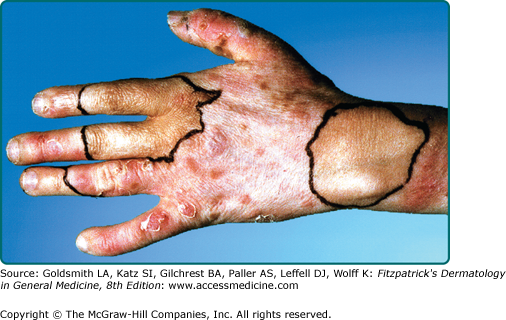 Source: Goldsmith LA, Katz SI, Gilchrest BA, Paller AS, Leffell DJ, Wolff K: Fitzpatrick's Dermatology
in General Medicine, 8th Edition: www.accessmedicine.com
Copyright © The McGraw-Hill Companies, Inc. All rights reserved.